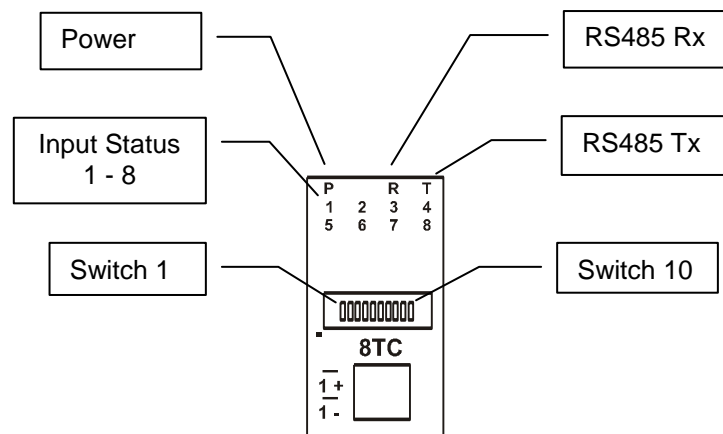 Power
RS485 Rx
Input Status
1 - 8
RS485 Tx
P R T
1 2 3 4
5 6 7 8
Switch 1
Switch 10
8TC
1 +
1 -